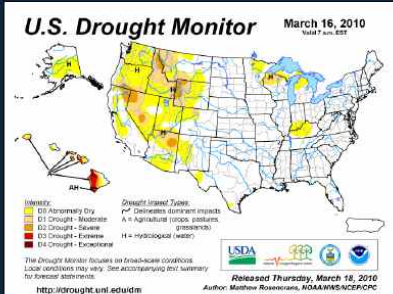 U.S. Drought Monitor
March 16, 2010
Valid 7 a.m. EST
H
H
H
H
H
H
AH
Intensity:
D0 Abnormally Dry
D1 Drought - Moderate
D2 Drought - Severe
D3 Drought - Extreme
D4 Drought - Exceptional
Drought Impact Types:
Delineates dominant impacts
A = Agricultural (crops, pastures, grasslands)
H = Hydrological (water)
The Drought Monitor focuses on broad-scale conditions.
Local conditions may vary. See accompanying text summary
for forecast statements.
http://drought.unl.edu/dm
USDA
Released Thursday, March 18, 2010
Author: Matthew Rosencrans, NOAA/NWS/NCEP/CPC